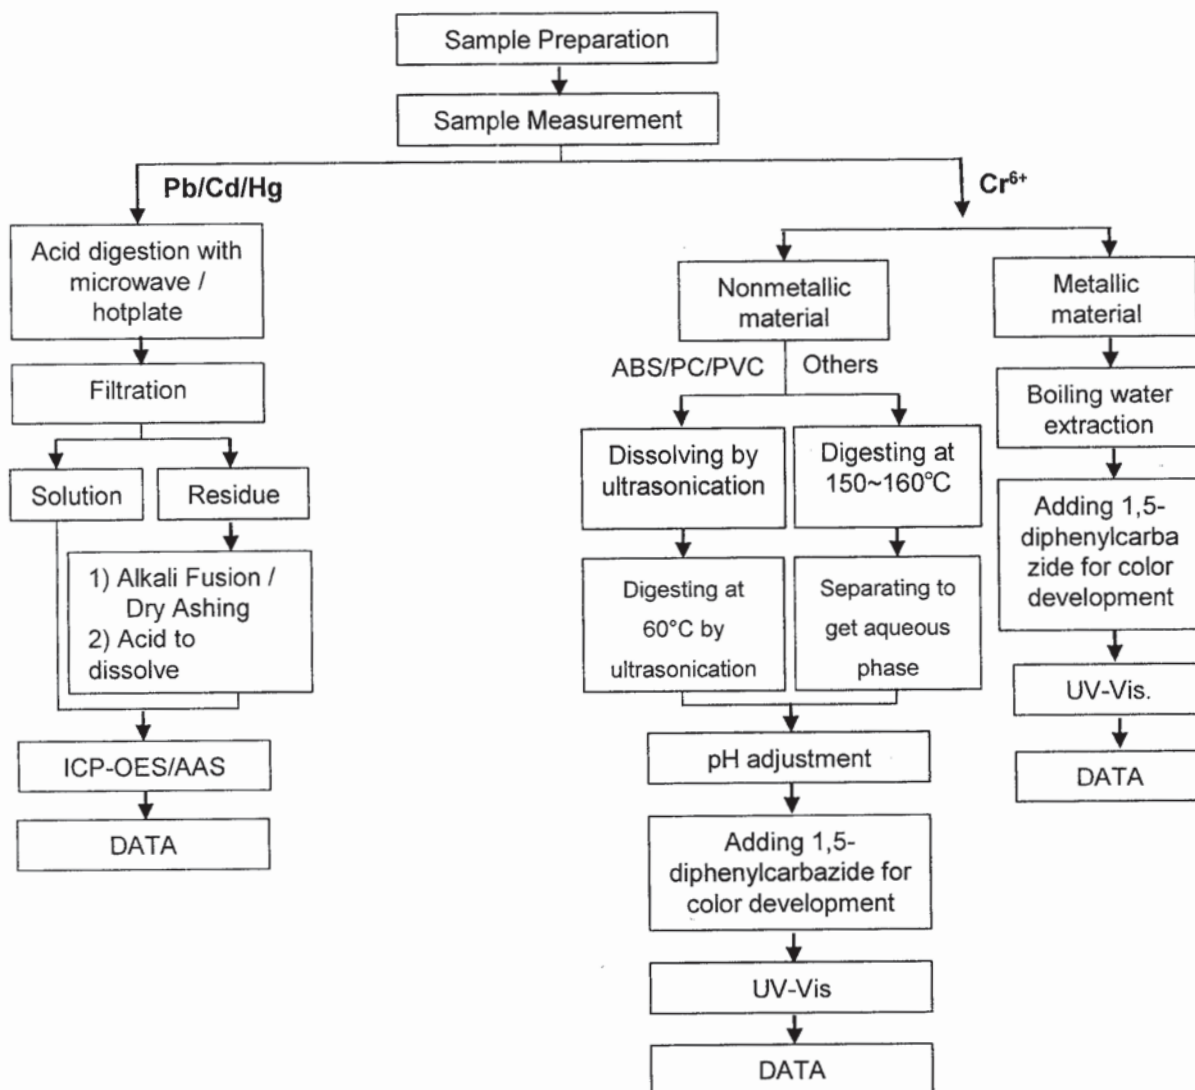 Sample Preparation
Sample Measurement
Pb/Cd/Hg
Cr⁶⁺
Acid digestion with
microwave /
hotplate
Filtration
Solution
Residue
1) Alkali Fusion /
Dry Ashing
2) Acid to
dissolve
ICP-OES/AAS
DATA
Nonmetallic
material
ABS/PC/PVC
Others
Dissolving by
ultrasonication
Digesting at
150~160℃
Digesting at
60°C by
ultrasonication
Separating to
get aqueous
phase
pH adjustment
Adding 1,5-
diphenylcarbazide for
color development
UV-Vis
DATA
Metallic
material
Boiling water
extraction
Adding 1,5-
diphenylcarba
zide for color
development
UV-Vis.
DATA